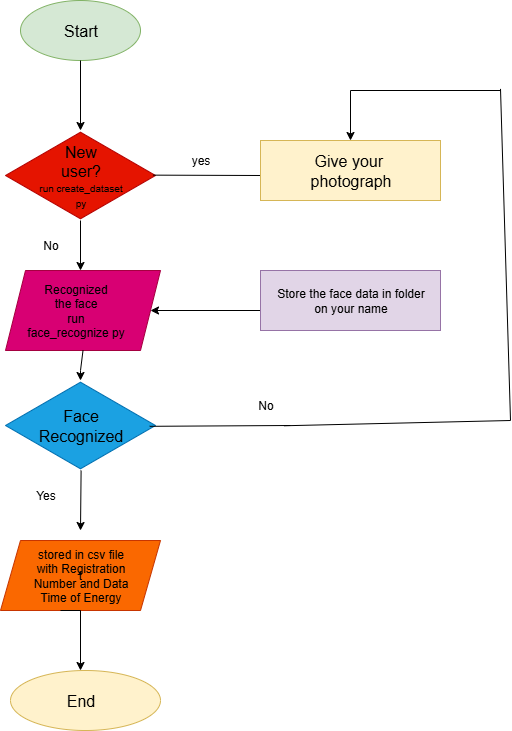 Start
New
user?
run create_dataset
py
yes
Give your
photograph
No
Recognized
the face
run
face_recognize.py
Store the face data in folder
on your name
Face
Recognized
No
Yes
stored in csv file
with Registration
t
Number and Data
Time of Energy
End